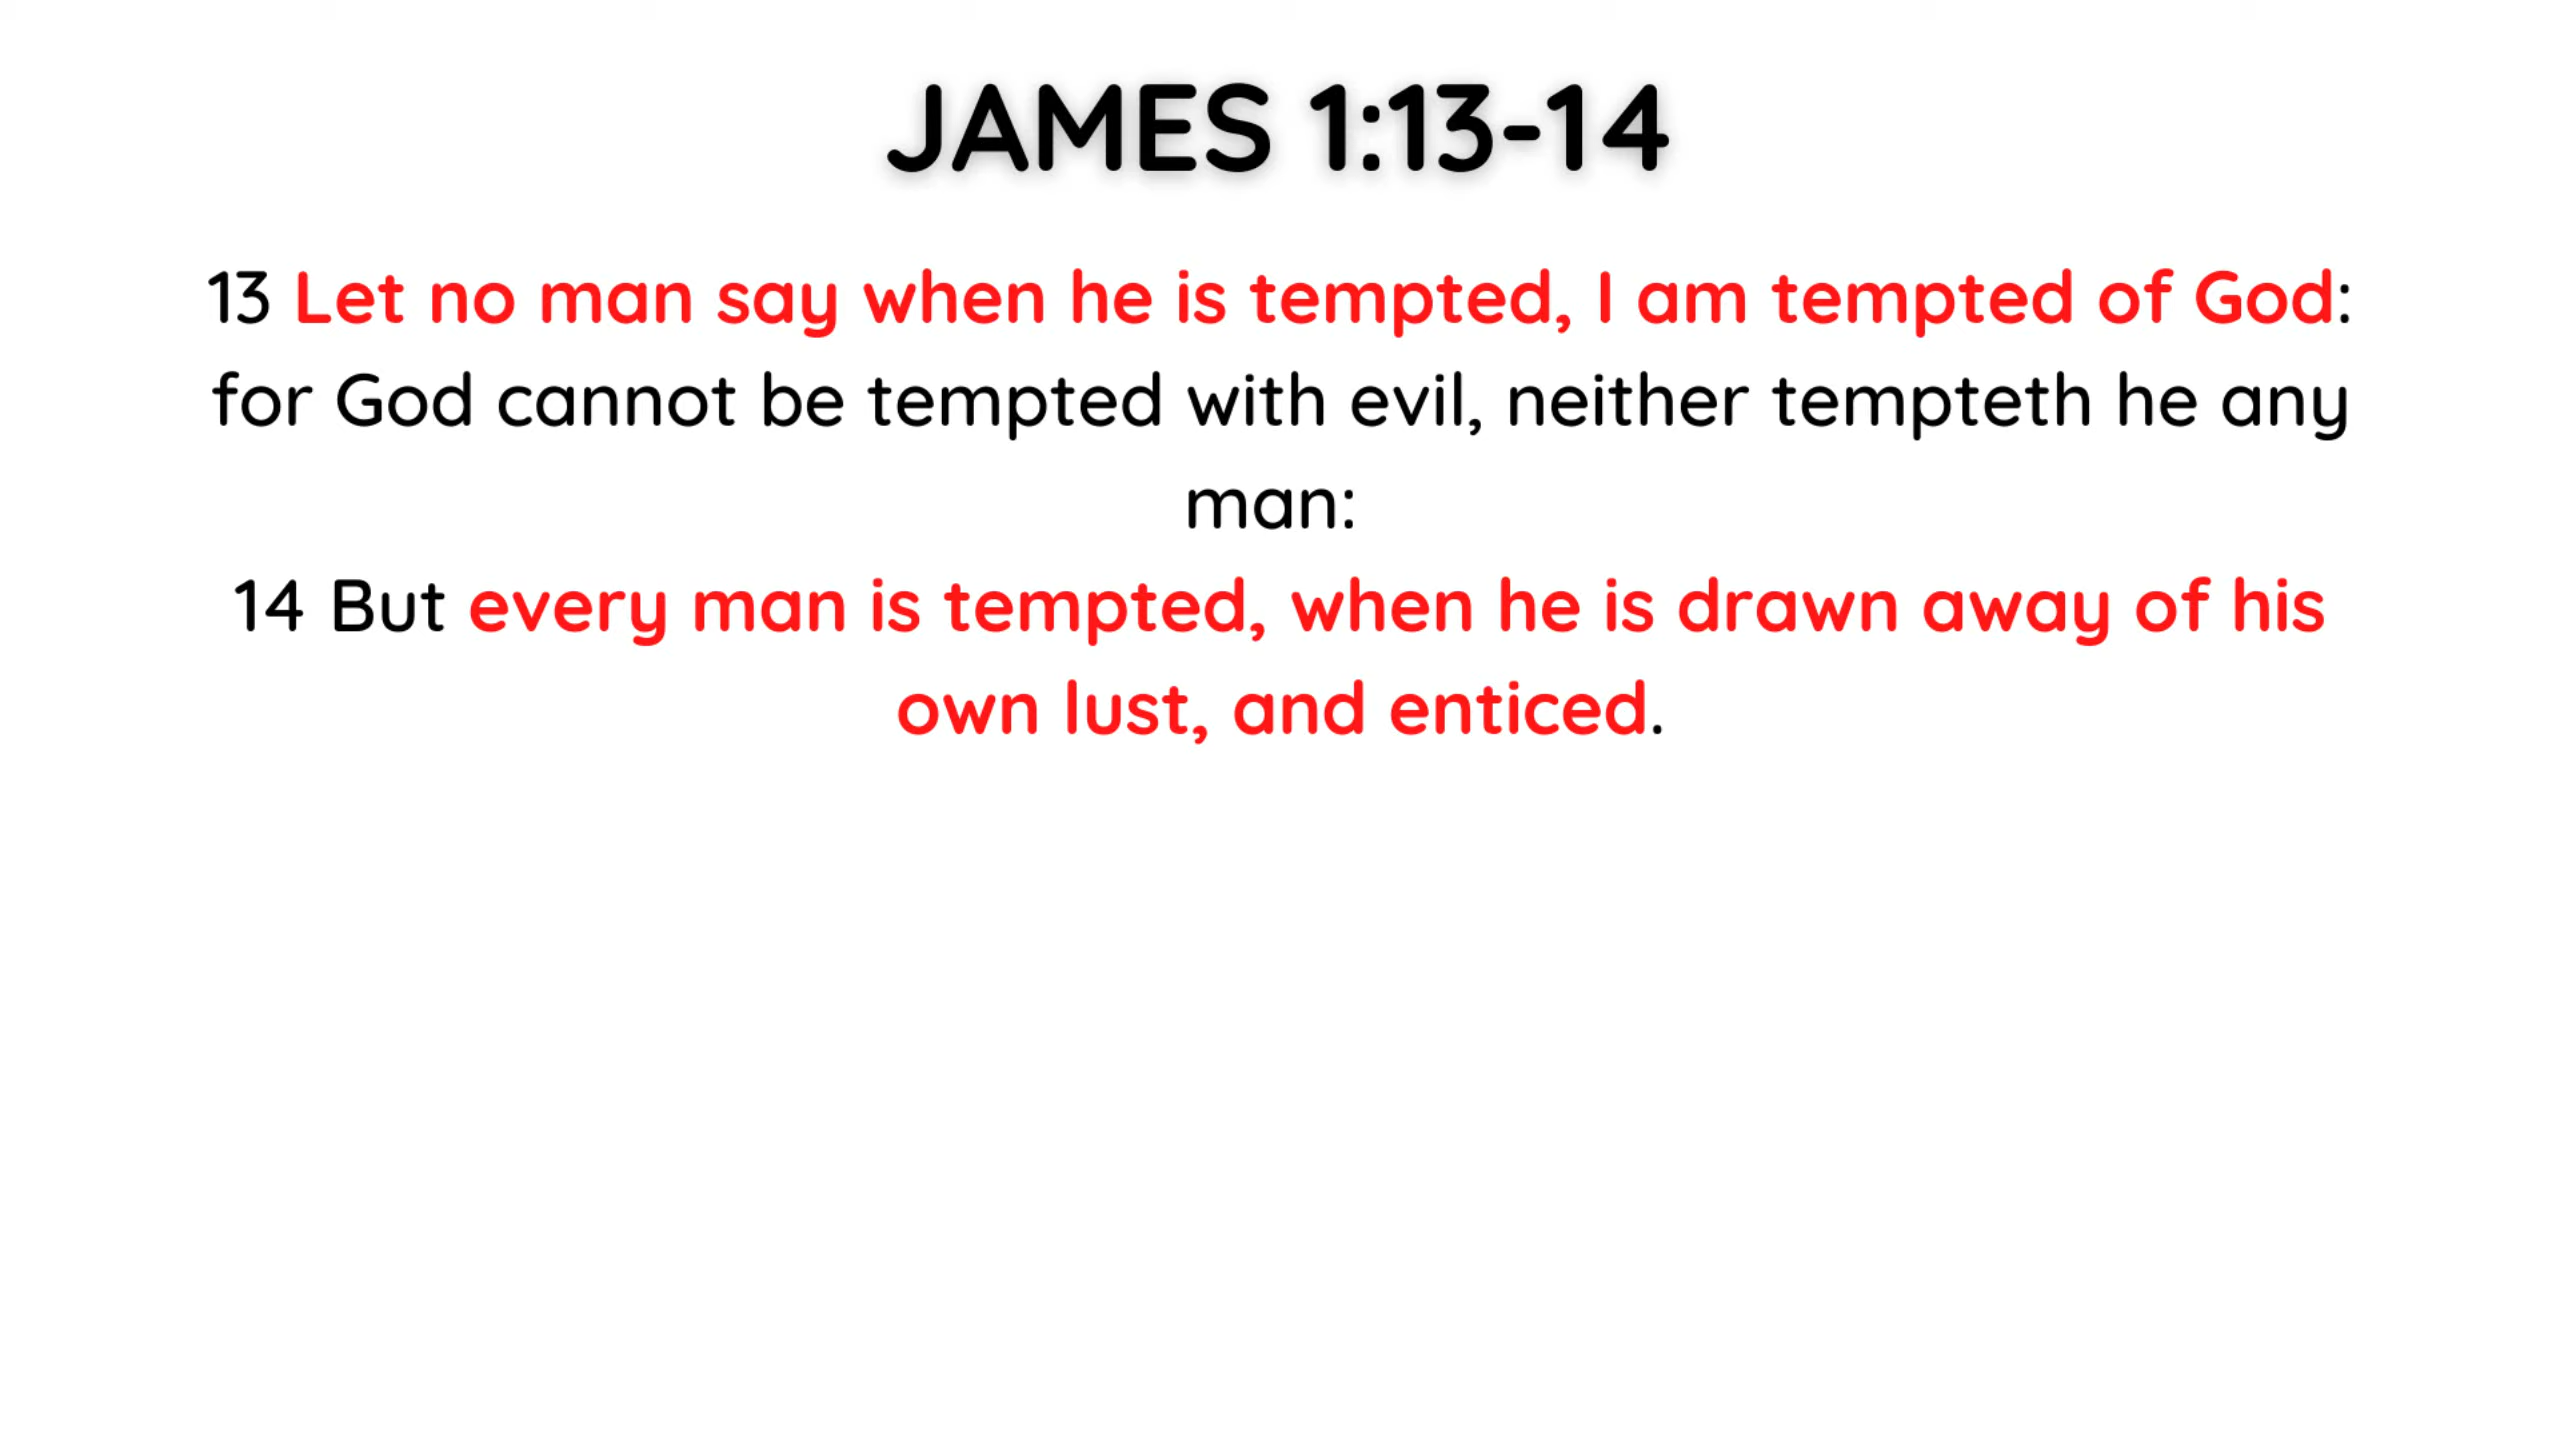 JAMES 1:13-14
13 Let no man say when he is tempted, I am tempted of God:
for God cannot be tempted with evil, neither tempteth he any
man:
14 But every man is tempted, when he is drawn away of his
own lust, and enticed.